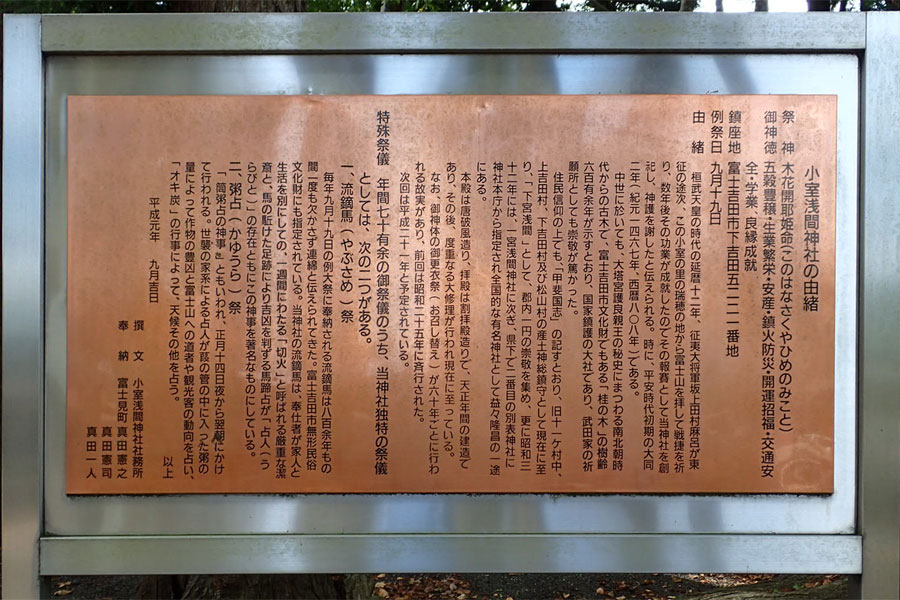 小室浅間神社の由緒
祭　神　木花開耶姫命（このはなさくやひめのみこと）
御神徳　五穀豊穣・生業繁栄・安産・鎮火防災・開運招福・交通安
全・学業、良縁成就
鎮座地　富士吉田市下吉田五二二一番地
例祭日　九月十九日
由　緒
桓武天皇の時代の延暦十二年、征夷大将軍坂上田村麻呂が東
征の途次、この小室の里の瑞穂の地から富士山を拝して戦捷を祈
り、数年後その功業が成就したのでその報賽として当神社を創
祀し、神護を謝したと伝えられる。時に、平安時代初期の大同
二年（紀元一四六七年、西暦八〇八年）である。
中世に於いても、大塔宮護良親王の秘史にまつわる南北朝時
代からの古木で、富士吉田市文化財でもある「桂の木」の樹齢
六百有余年が示すとおり、国家鎮護の大社であり、武田家の祈
願所としても崇敬が篤かった。
住民信仰の上でも、「甲斐国志」の記すとおり、旧十一ケ村中、
上吉田村、下吉田村及び松山村の産土神総鎮守として現在に至
り、「下宮浅間」として、郡内一円の崇敬を集め、更に昭和三
十二年には、一宮浅間神社に次ぎ、県下で二番目の別表神社に
神社本庁から指定される全国的な有名神社として益々隆昌の一途
にある。
本殿は唐破風造り、拝殿は割拝殿造りで、天正年間の建造で
あり、その後、度重なる大修理が行われ現在に至っている。
なお、御神体の御更衣祭（お召し替え）が六十年ごとに行わ
れる故実があり、前回は昭和二十五年に斉行された。
次回は平成二十一年と予定されている。
特殊祭儀　年間七十有余の御祭儀のうち、当神社独特の祭儀
としては、次の二つがある。
一、流鏑馬（やぶさめ）祭
毎年九月十九日の例大祭に奉納される流鏑馬は八百余年もの
間一度も欠かさず連綿と伝えられてきた。富士吉田市無形民俗
文化財にも指定されている。当神社の流鏑馬は、奉仕者が家人と
生活を別にしての、一週間にわたる「切火」と呼ばれる厳重な潔
斎と、馬の駈けた足跡により吉凶を判ずる馬蹄占が「占人（う
らひと）」の存在とともにこの神事を著名なものにしている。
二、粥占（かゆうら）祭
「筒粥占の神事」ともいわれ、正月十四日夜から翌朝にかけ
て行われる。世襲の家系による占人が葭の管の中に入った粥の
量によって作物の豊凶と富士山への道者や観光客の動向を占い、
「オキ炭」の行事によって、天候その他を占う。
以上
平成元年　九月吉日
撰　文　小室浅間神社社務所
奉　納　富士見町　真田憲之
真田憲司
真田一人